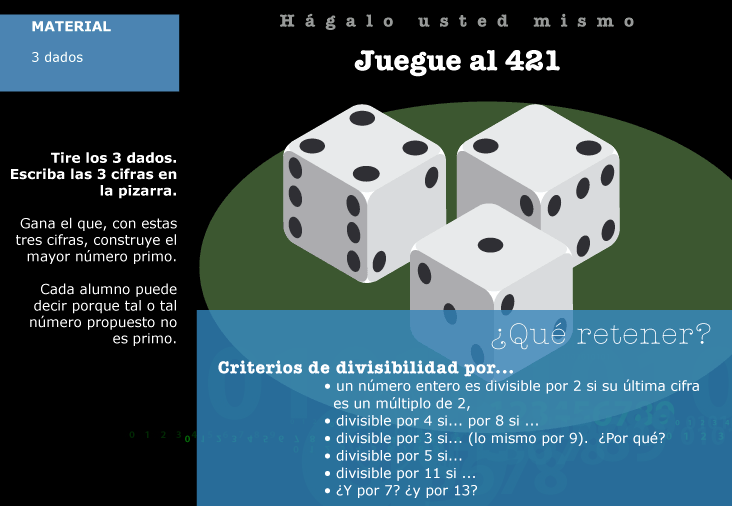 MATERIAL
3 dados
Hágalo usted mismo
Juegue al 421
Tire los 3 dados.
Escriba las 3 cifras en
la pizarra.
Gana el que, con estas
tres cifras, construye el
mayor número primo.
Cada alumno puede
decir porque tal o tal
número propuesto no
es primo.
¿Qué retener?
Criterios de divisibilidad por...
• un número entero es divisible por 2 si su última cifra
es un múltiplo de 2,
• divisible por 4 si... por 8 si ...
• divisible por 3 si... (lo mismo por 9). ¿Por qué?
• divisible por 5 si...
• divisible por 11 si ...
• ¿Y por 7? ¿y por 13?